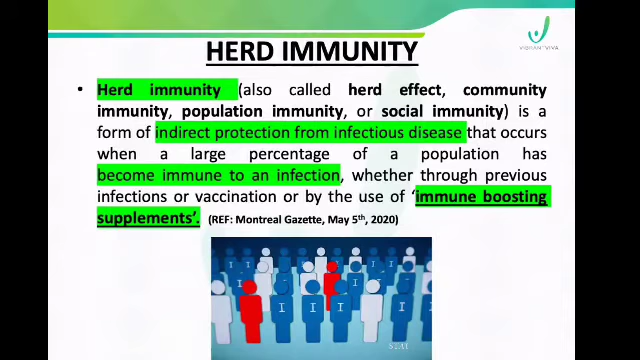 VIBRANT VIVA
HERD IMMUNITY
• Herd immunity (also called herd effect, community
immunity, population immunity, or social immunity) is a
form of indirect protection from infectious disease that occurs
when a large percentage of a population has
become immune to an infection, whether through previous
infections or vaccination or by the use of ‘immune boosting
supplements’. (REF: Montreal Gazette, May 5th, 2020)
I I I I I I